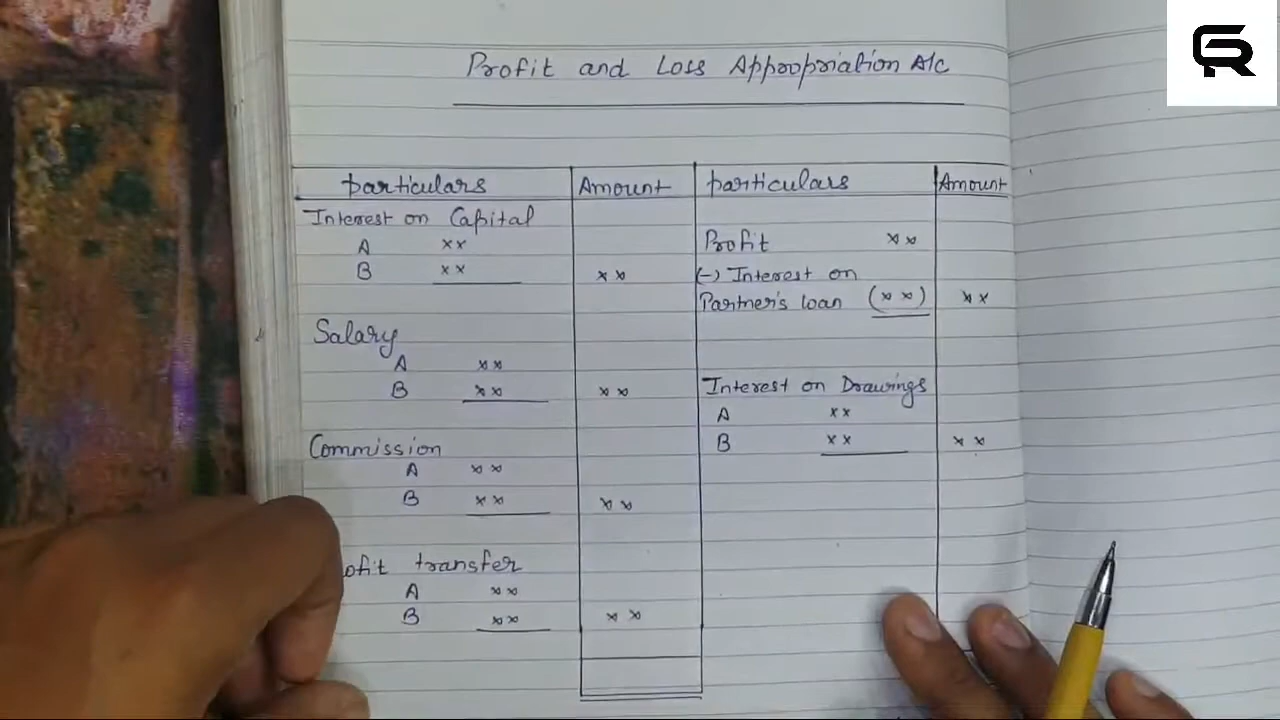 Profit and Loss Appropriation A/c
particulars Amount particulars Amount
Interest on Capital
A xx
B xx xx
Profit xx
(-) Interest on
Partner's loan (xx) xx
Salary
A xx
B xx xx
Interest on Drawings
A xx
B xx xx
Commission
A xx
B xx xx
ofit transfer
A xx
B xx xx
GR